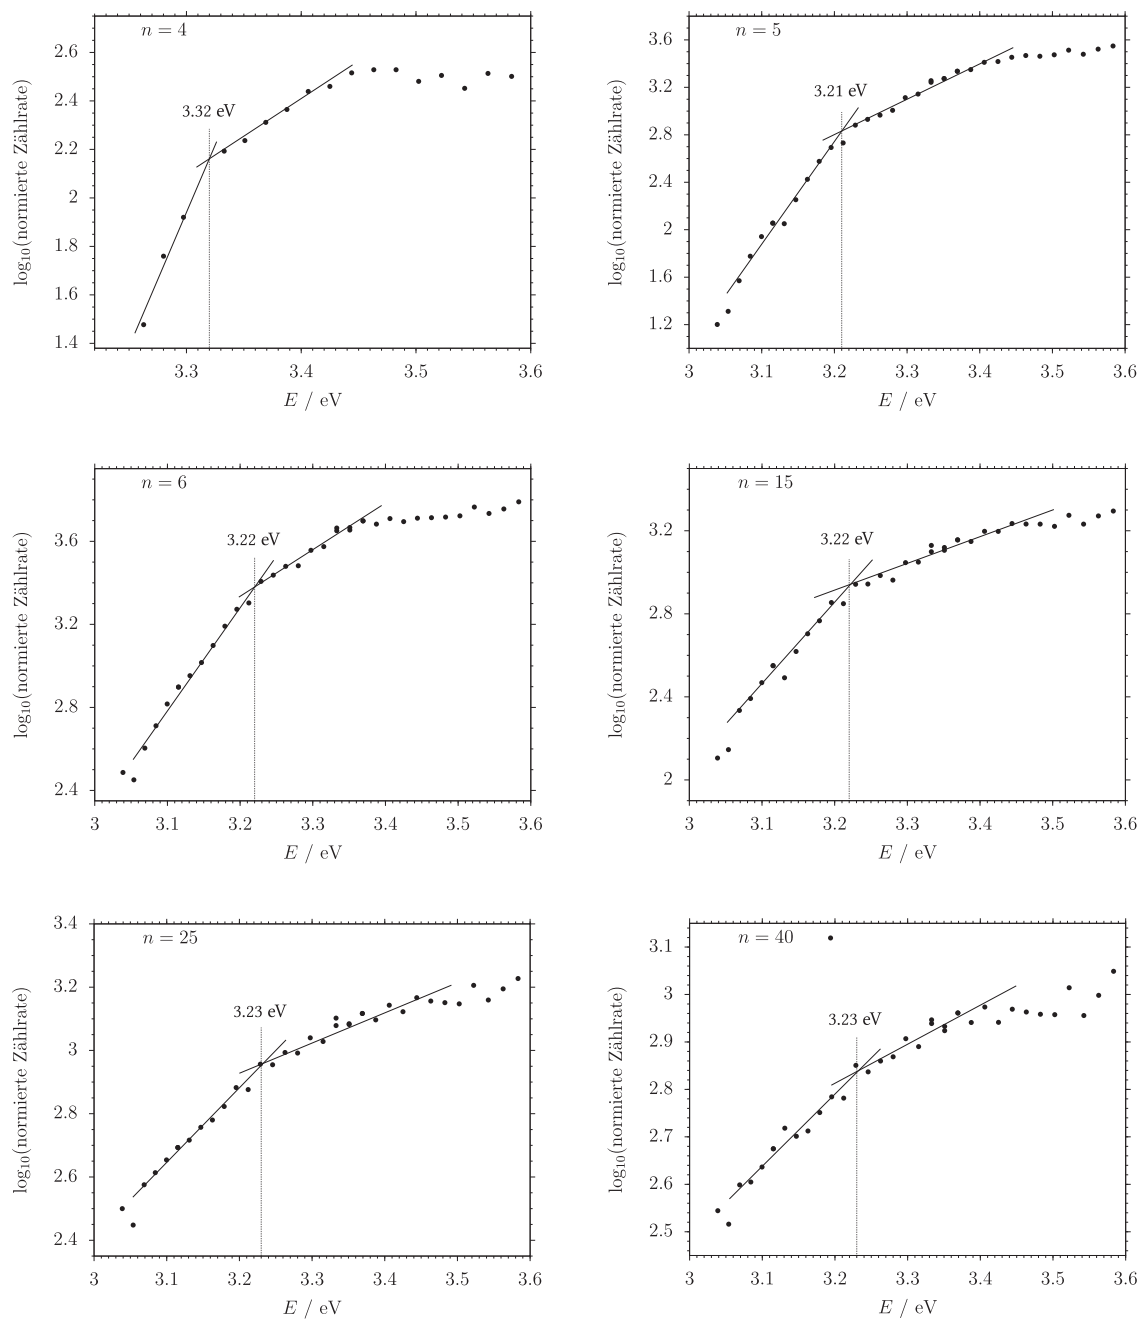 n = 4
log10(normierte Zählrate)
2.6
2.4
2.2
2
1.8
1.6
1.4
3.32 eV
3.3 3.4 3.5 3.6
E / eV
n = 5
log10(normierte Zählrate)
3.6
3.2
2.8
2.4
2
1.6
1.2
3.21 eV
3 3.1 3.2 3.3 3.4 3.5 3.6
E / eV
n = 6
log10(normierte Zählrate)
3.6
3.2
2.8
2.4
3.22 eV
3 3.1 3.2 3.3 3.4 3.5 3.6
E / eV
n = 15
log10(normierte Zählrate)
3.2
2.8
2.4
2
3.22 eV
3 3.1 3.2 3.3 3.4 3.5 3.6
E / eV
n = 25
log10(normierte Zählrate)
3.4
3.2
3
2.8
2.6
2.4
3.23 eV
3 3.1 3.2 3.3 3.4 3.5 3.6
E / eV
n = 40
log10(normierte Zählrate)
3.1
3
2.9
2.8
2.7
2.6
2.5
3.23 eV
3 3.1 3.2 3.3 3.4 3.5 3.6
E / eV